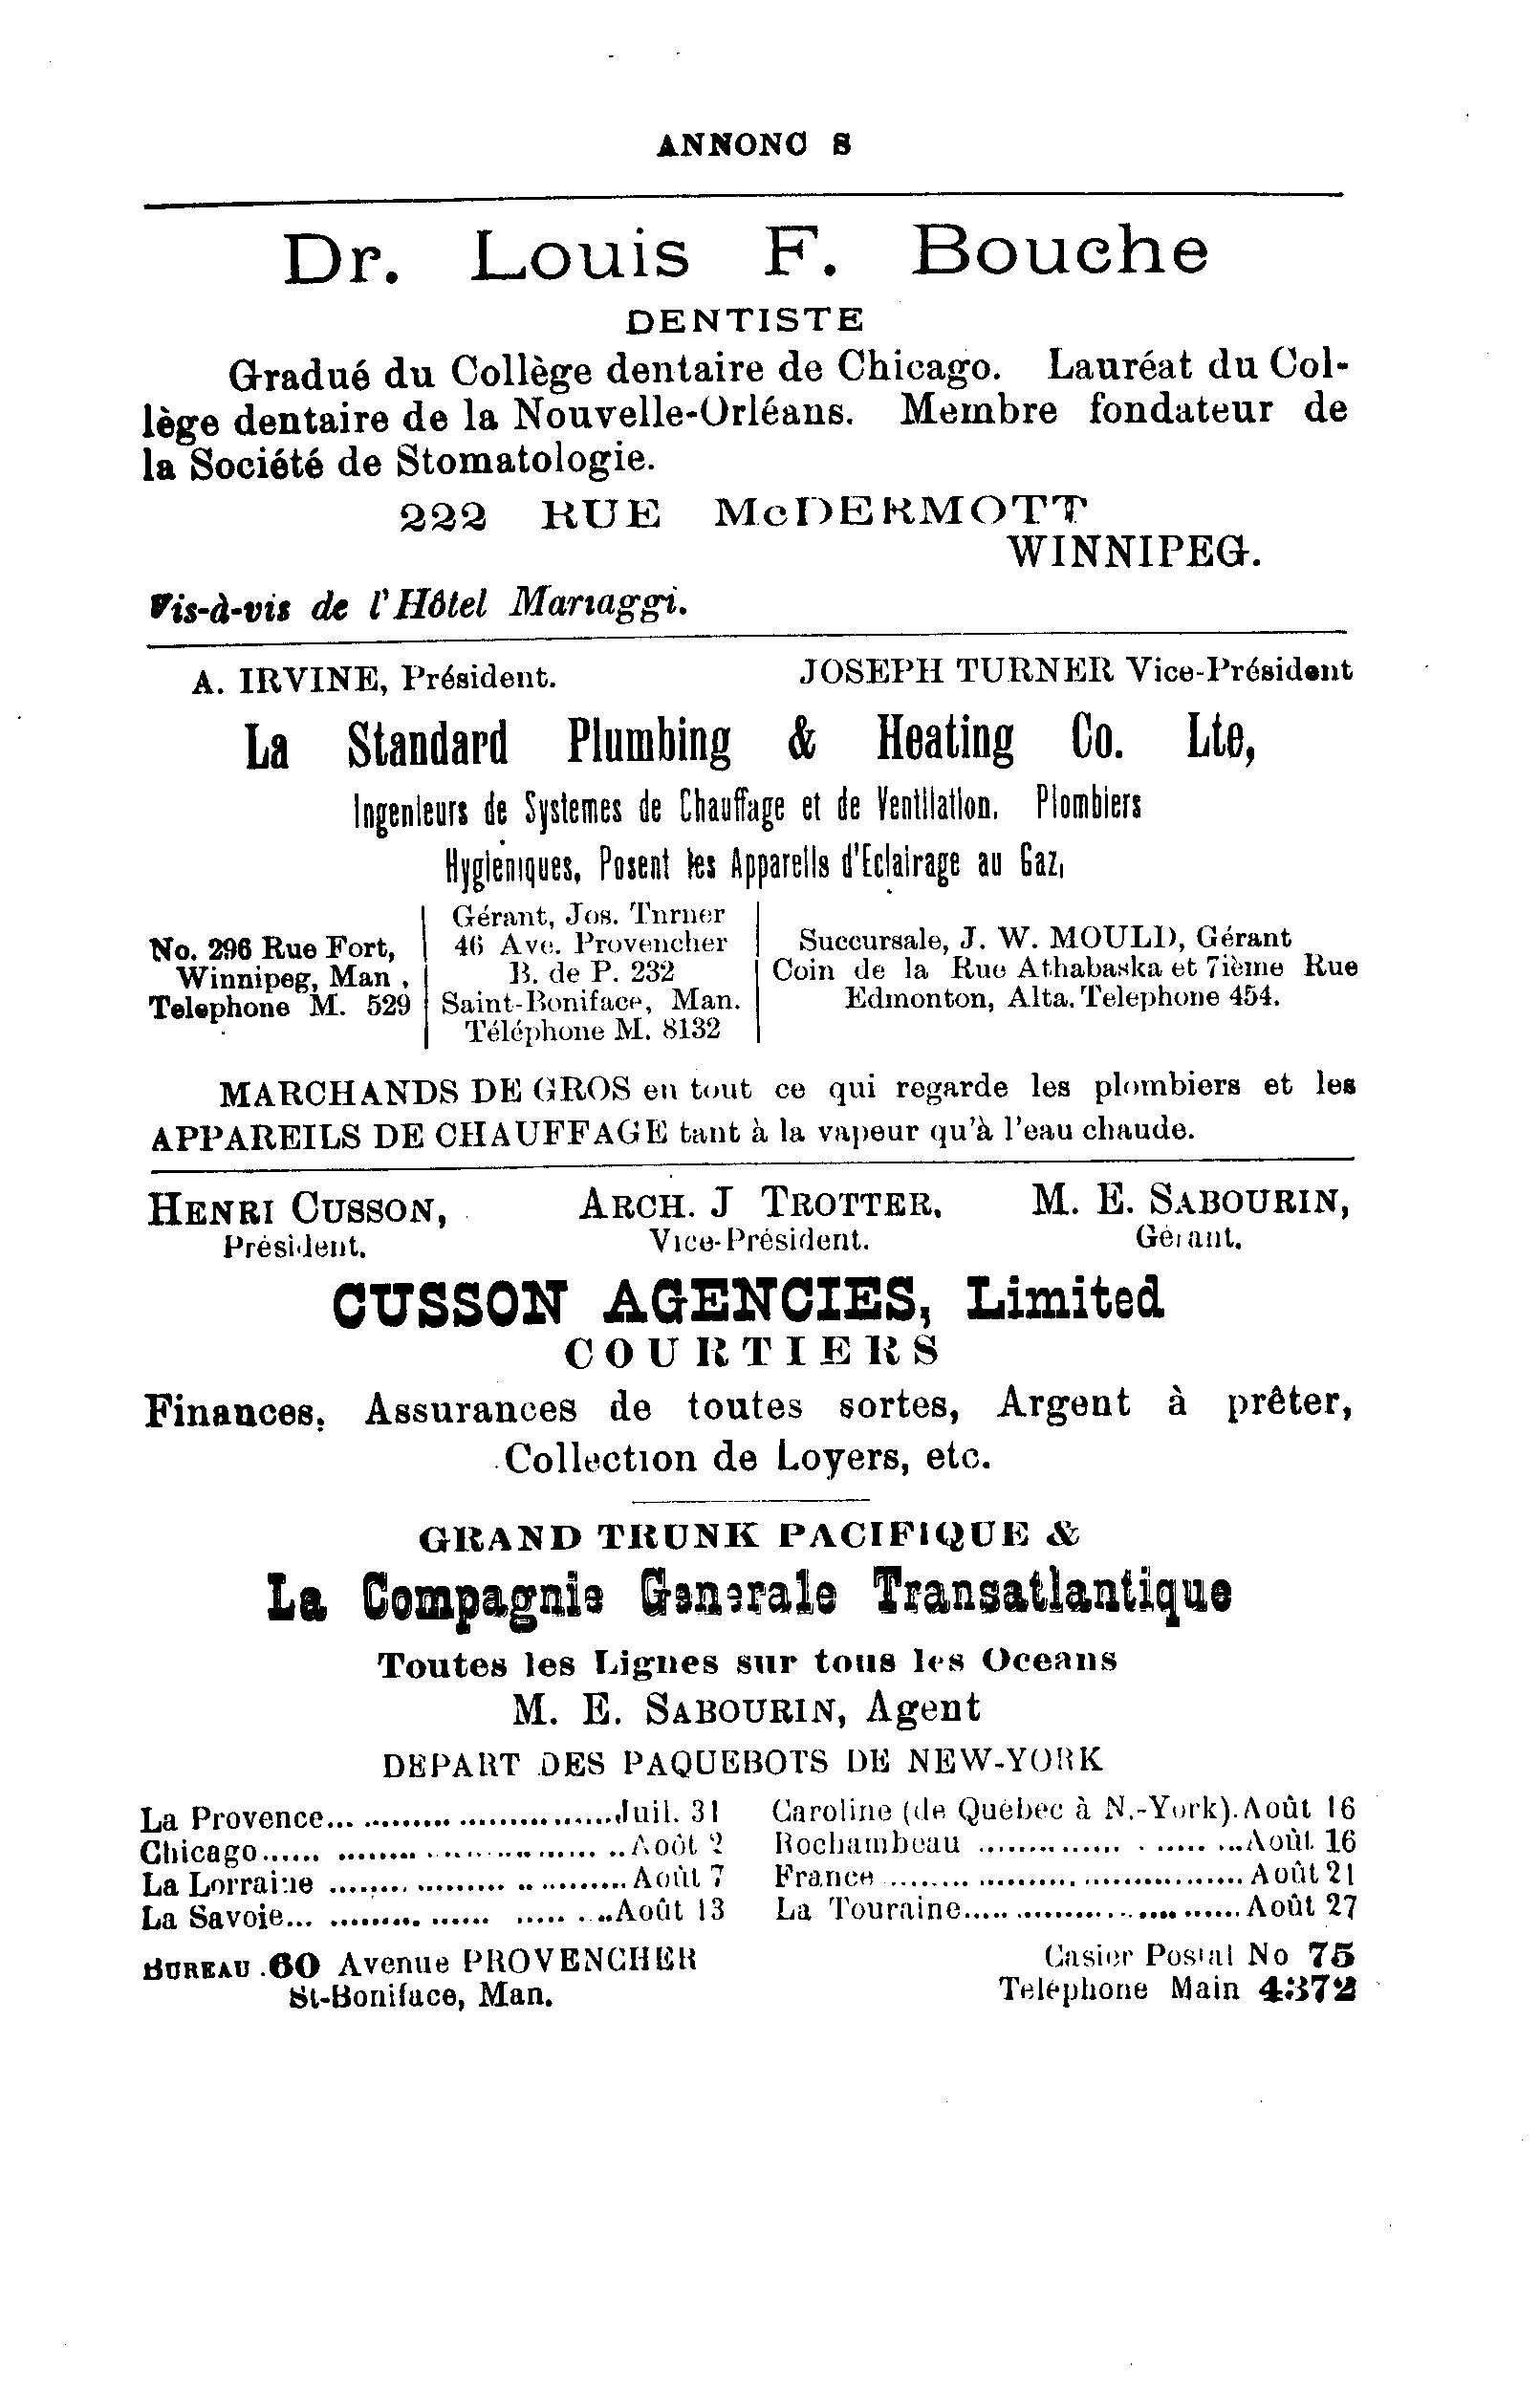 ANNONC S
Dr. Louis F. Bouche
DENTISTE
Gradué du Collège dentaire de Chicago. Lauréat du Col-
lège dentaire de la Nouvelle-Orléans. Membre fondateur de
la Société de Stomatologie.
222 RUE McDERMOTT
WINNIPEG.
Vis-à-vis de l'Hôtel Mariaggi.
A. IRVINE, Président. JOSEPH TURNER Vice-Président
La Standard Plumbing & Heating Co. Lte,
Ingenieurs de Systemes de Chauffage et de Ventilation. Plombiers
Hygieniques, Posent les Appareils d'Eclairage au Gaz,
No. 296 Rue Fort,
Winnipeg, Man ,
Telephone M. 529
Gérant, Jos. Turner
46 Ave. Provencher
B. de P. 232
Saint-Boniface, Man.
Téléphone M. 8132
Succursale, J. W. MOULD, Gérant
Coin de la Rue Athabaska et 7ième Rue
Edmonton, Alta. Telephone 454.
MARCHANDS DE GROS en tout ce qui regarde les plombiers et les
APPAREILS DE CHAUFFAGE tant à la vapeur qu'à l'eau chaude.
HENRI CUSSON, ARCH. J TROTTER, M. E. SABOURIN,
Président. Vice-Président. Gérant.
CUSSON AGENCIES, Limited
COURTIERS
Finances, Assurances de toutes sortes, Argent à prêter,
Collection de Loyers, etc.
GRAND TRUNK PACIFIQUE &
La Compagnie Generale Transatlantique
Toutes les Lignes sur tous les Oceans
M. E. SABOURIN, Agent
DEPART DES PAQUEBOTS DE NEW-YORK
La Provence..............................Juil. 31
Chicago..............................Août 2
La Lorraine ..............................Août 7
La Savoie..............................Août 13
Caroline (de Québec à N.-York).Août 16
Rochambeau ..............................Août 16
France ..............................Août 21
La Touraine..............................Août 27
BUREAU .60 Avenue PROVENCHER
St-Boniface, Man.
Casier Postal No 75
Teléphone Main 4372